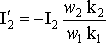 I′₂ = −I₂ w₂ k₂ / w₁ k₁